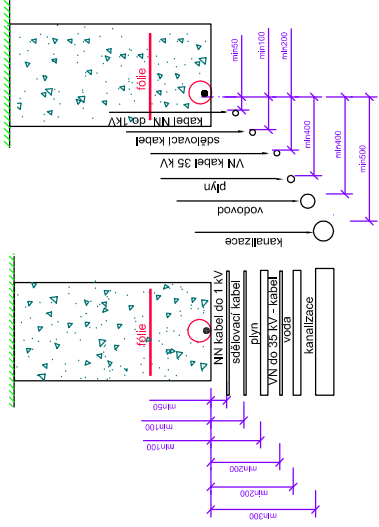 fólie
kabel NN do 1kV
sdělovací kabel
VN kabel 35 kV
plyn
vodovod
kanalizace
min50
min100
min200
min400
min400
min500
fólie
NN kabel do 1 kV
sdělovací kabel
plyn
VN do 35 kV - kabel
voda
kanalizace
min50
min100
min100
min200
min200
min300